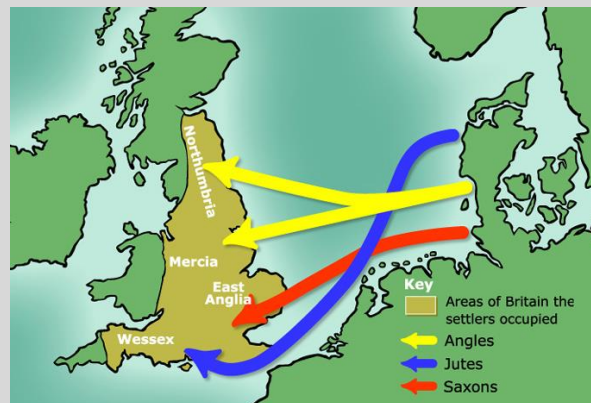 Northumbria
Mercia
East
Anglia
Wessex
Key
Areas of Britain the
settlers occupied
Angles
Jutes
Saxons